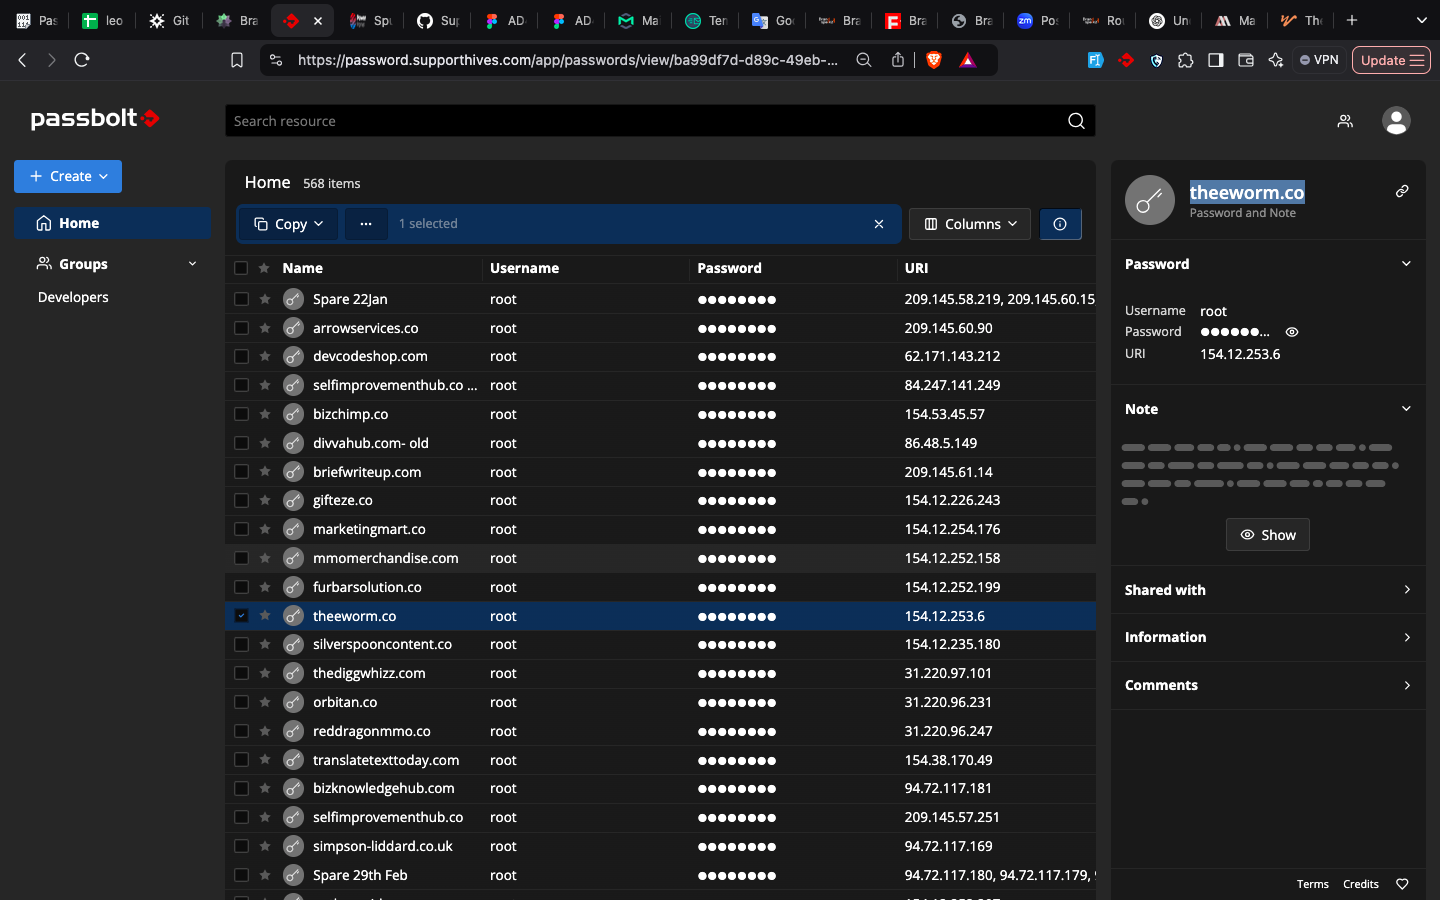 Pas
leo
Git
Bra
Spu
Sup
AD
AD
Mai
Ten
Goo
Bra
Bra
Bra
Pos
Rou
Un
Ma
The
https://password.supporthives.com/app/passwords/view/ba99df7d-d89c-49eb-...
VPN
Update
passbolt
Search resource
Create
Home
Groups
Developers
Home 568 items
Copy
1 selected
Columns
Name Username Password URI
Spare 22Jan root 209.145.58.219, 209.145.60.15
arrowservices.co root 209.145.60.90
devcodeshop.com root 62.171.143.212
selfimprovementhub.co ... root 84.247.141.249
bizchimp.co root 154.53.45.57
divvahub.com- old root 86.48.5.149
briefwriteup.com root 209.145.61.14
gifteze.co root 154.12.226.243
marketingmart.co root 154.12.254.176
mmomerchandise.com root 154.12.252.158
furbarsolution.co root 154.12.252.199
theeworm.co root 154.12.253.6
silverspooncontent.co root 154.12.235.180
thediggwhizz.com root 31.220.97.101
orbitan.co root 31.220.96.231
reddragonmmo.co root 31.220.96.247
translatetexttoday.com root 154.38.170.49
bizknowledgehub.com root 94.72.117.181
selfimprovementhub.co root 209.145.57.251
simpson-liddard.co.uk root 94.72.117.169
Spare 29th Feb root 94.72.117.180, 94.72.117.179,
theeworm.co
Password and Note
Password
Username root
Password
URI 154.12.253.6
Note
Show
Shared with
Information
Comments
Terms Credits